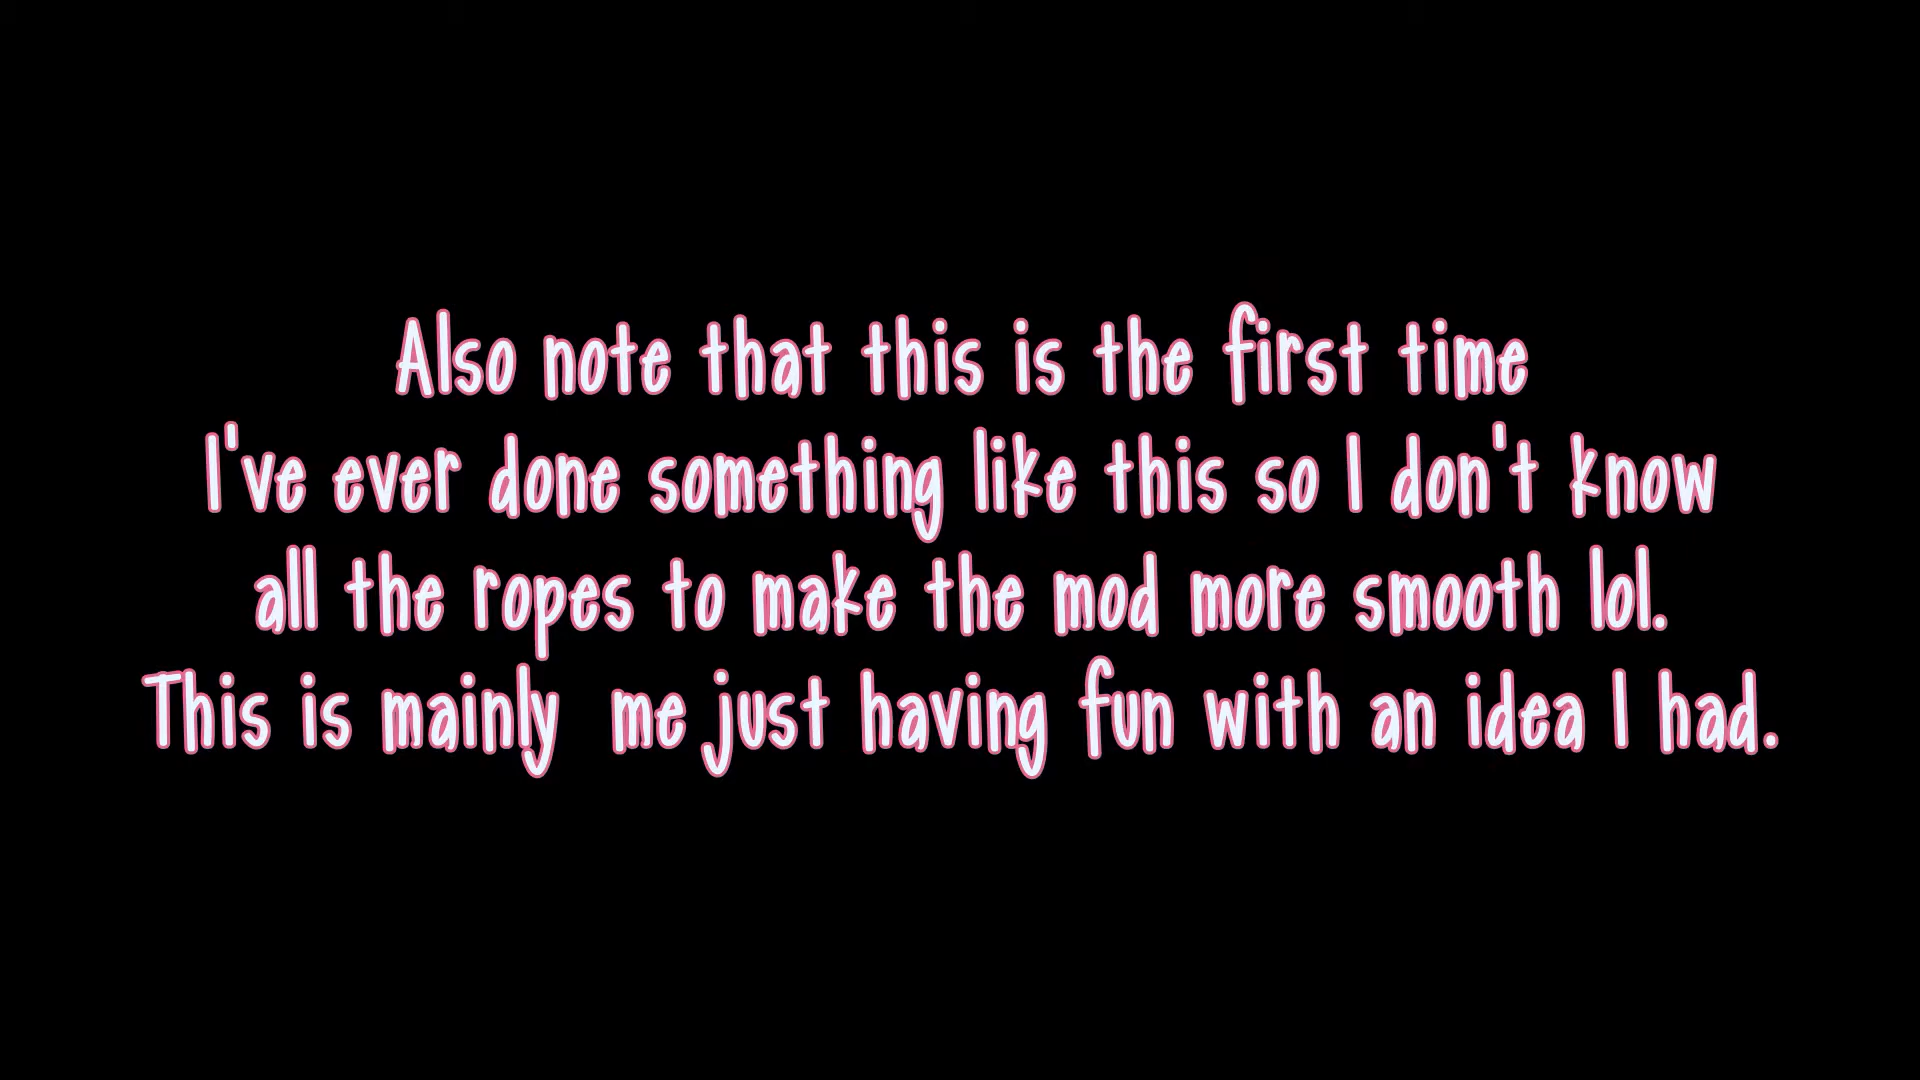 Also note that this is the first time
I've ever done something like this so I don't know
all the ropes to make the mod more smooth lol.
This is mainly  me just having fun with an idea I had.